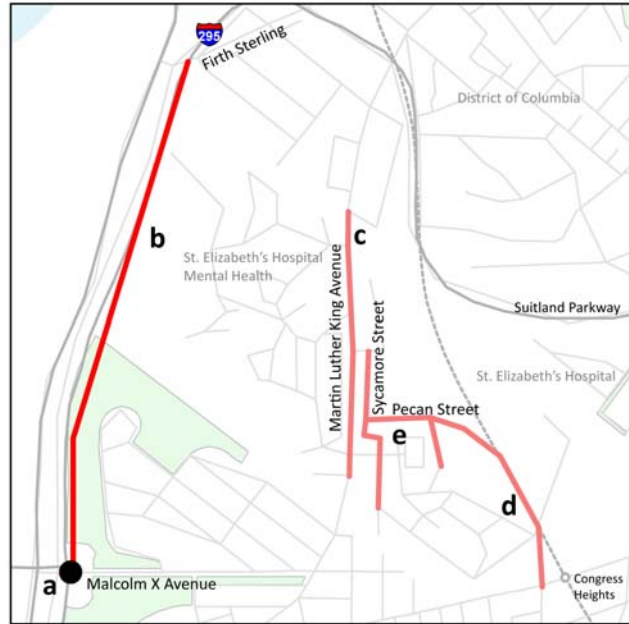 295
Firth Sterling
District of Columbia
b
c
St. Elizabeth's Hospital
Mental Health
Martin Luther King Avenue
Sycamore Street
Suitland Parkway
St. Elizabeth's Hospital
Pecan Street
e
d
a
Malcolm X Avenue
Congress
Heights